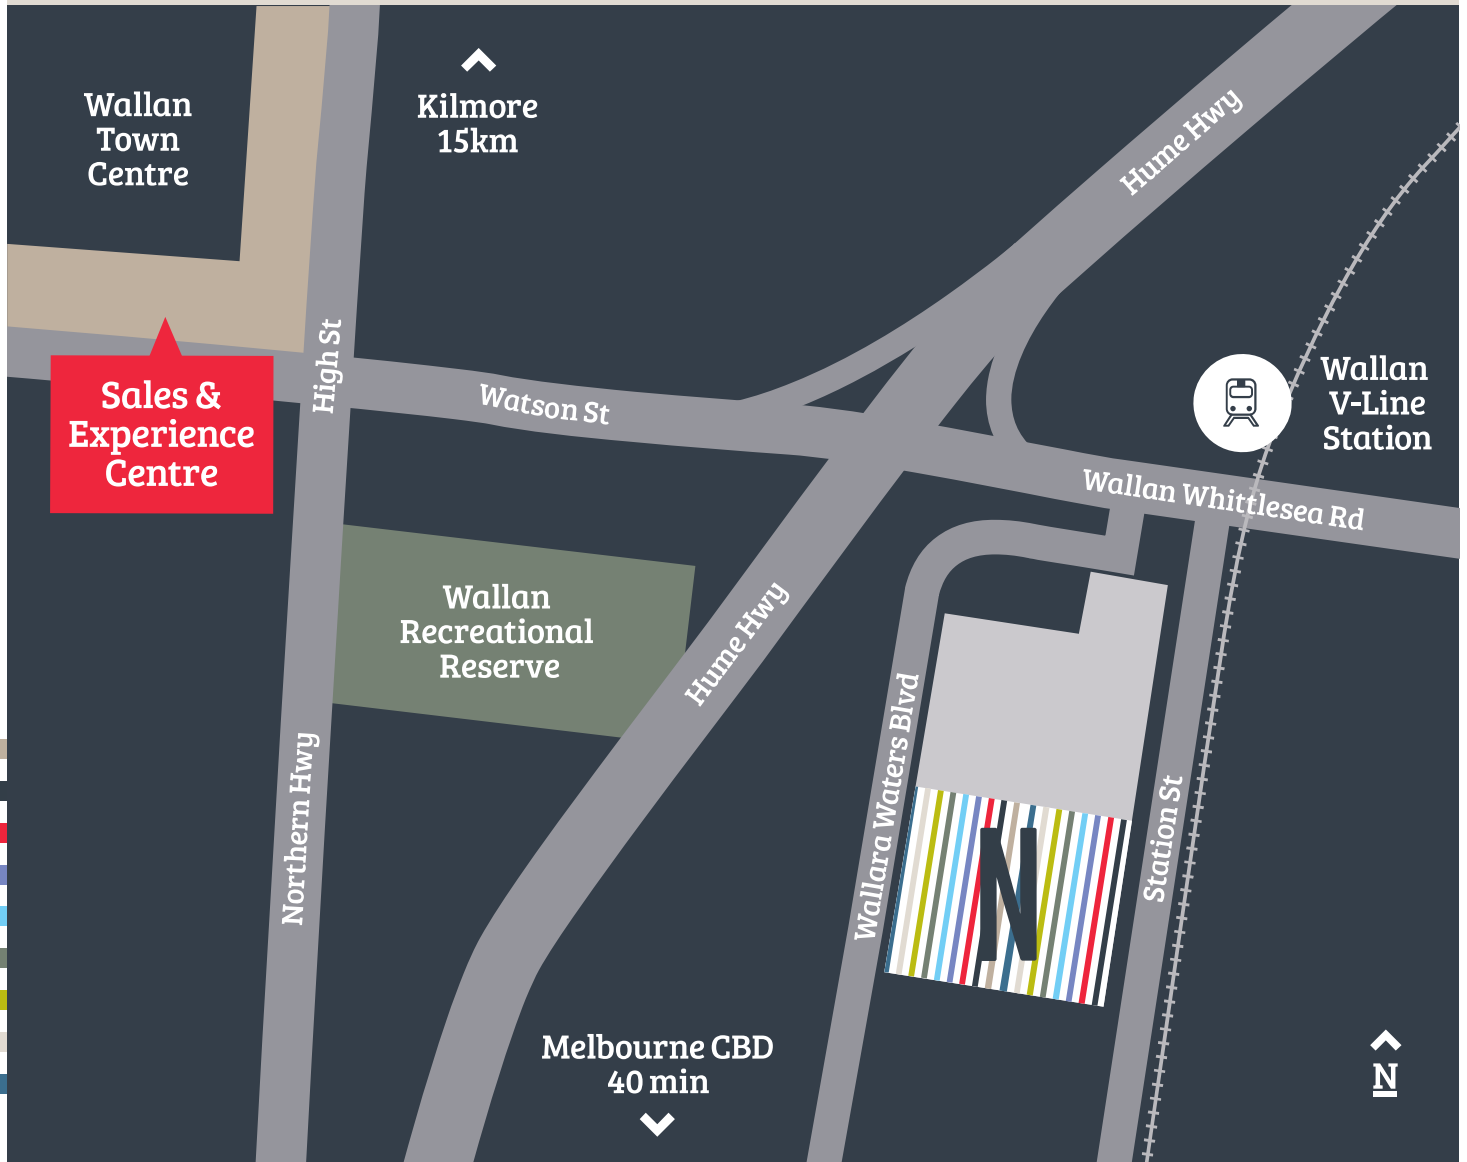 Wallan
Town
Centre
Kilmore
15km
Hume Hwy
High St
Watson St
Sales &
Experience
Centre
Wallan
V-Line
Station
Wallan Whittlesea Rd
Wallan
Recreational
Reserve
Hume Hwy
Northern Hwy
Wallara Waters Blvd
N
Station St
Melbourne CBD
40 min
N